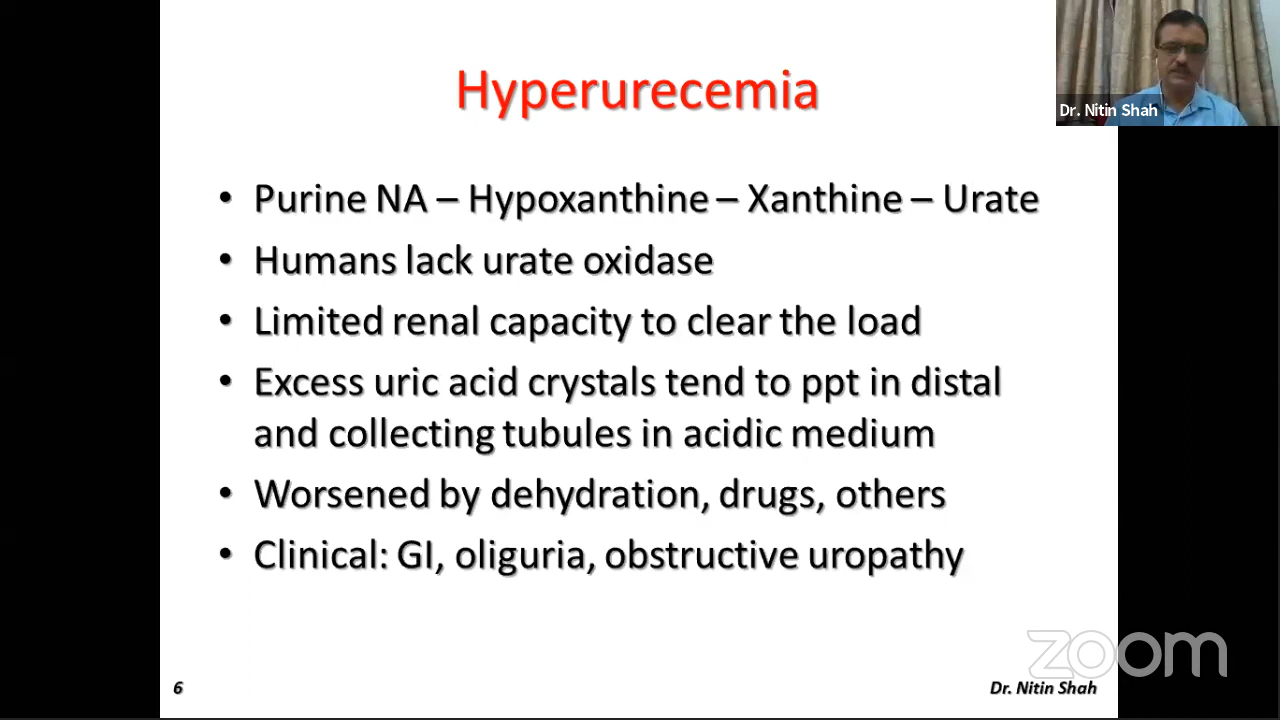 Hyperurecemia
Dr. Nitin Shah
• Purine NA – Hypoxanthine – Xanthine – Urate
• Humans lack urate oxidase
• Limited renal capacity to clear the load
• Excess uric acid crystals tend to ppt in distal
and collecting tubules in acidic medium
• Worsened by dehydration, drugs, others
• Clinical: GI, oliguria, obstructive uropathy
zoom
6
Dr. Nitin Shah